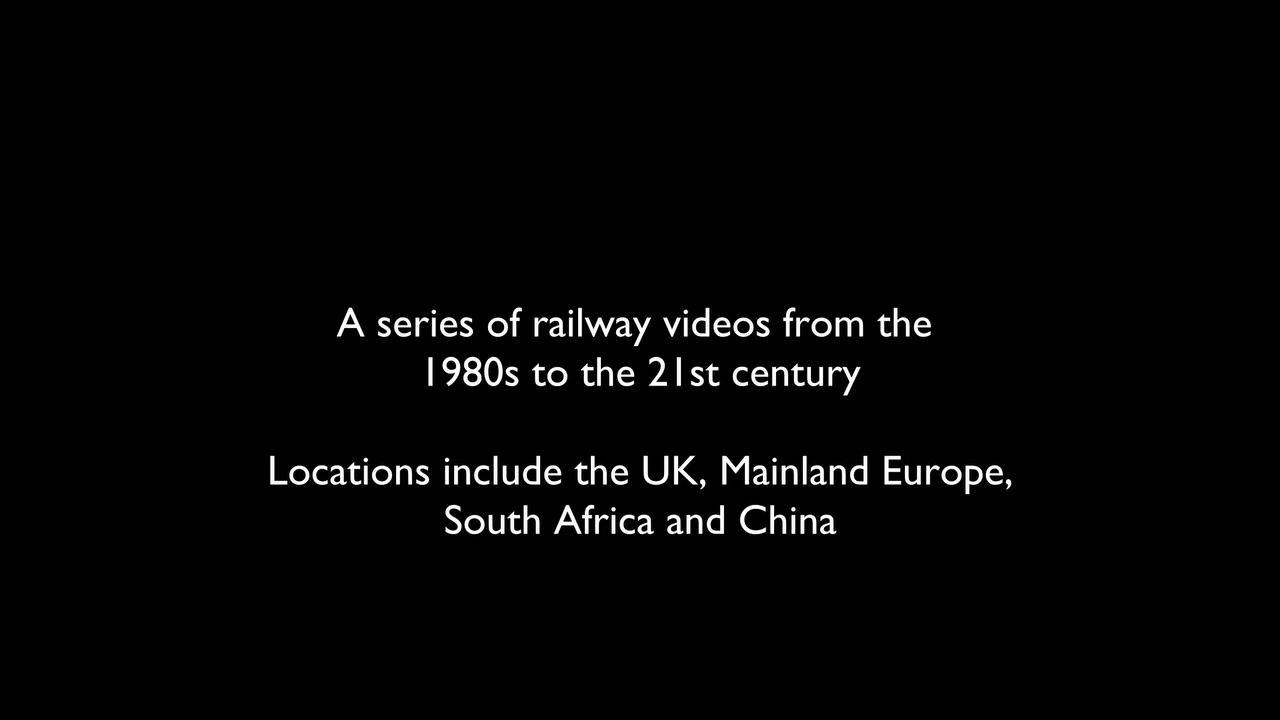 A series of railway videos from the
1980s to the 21st century
Locations include the UK, Mainland Europe,
South Africa and China